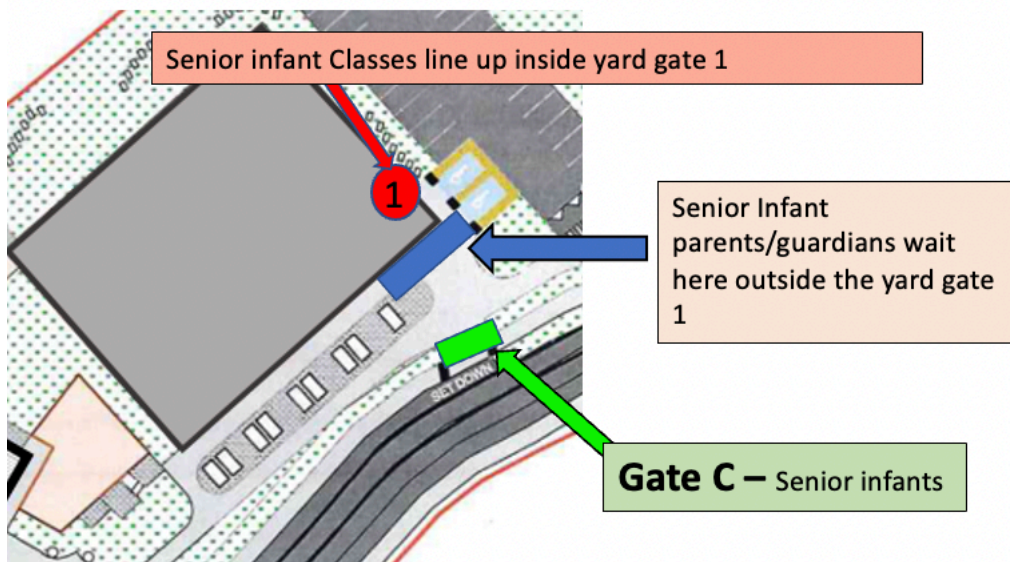 Senior infant Classes line up inside yard gate 1
1
Senior Infant
parents/guardians wait
here outside the yard gate
1
SET DOWN
Gate C – Senior infants